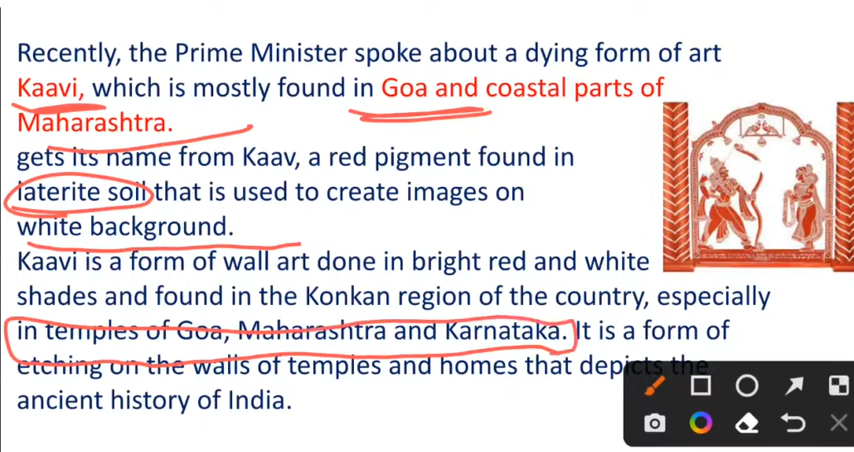 Recently, the Prime Minister spoke about a dying form of art
Kaavi, which is mostly found in Goa and coastal parts of
Maharashtra.
gets its name from Kaav, a red pigment found in
laterite soil that is used to create images on
white background.
Kaavi is a form of wall art done in bright red and white
shades and found in the Konkan region of the country, especially
in temples of Goa, Maharashtra and Karnataka. It is a form of
etching on the walls of temples and homes that depicts the
ancient history of India.